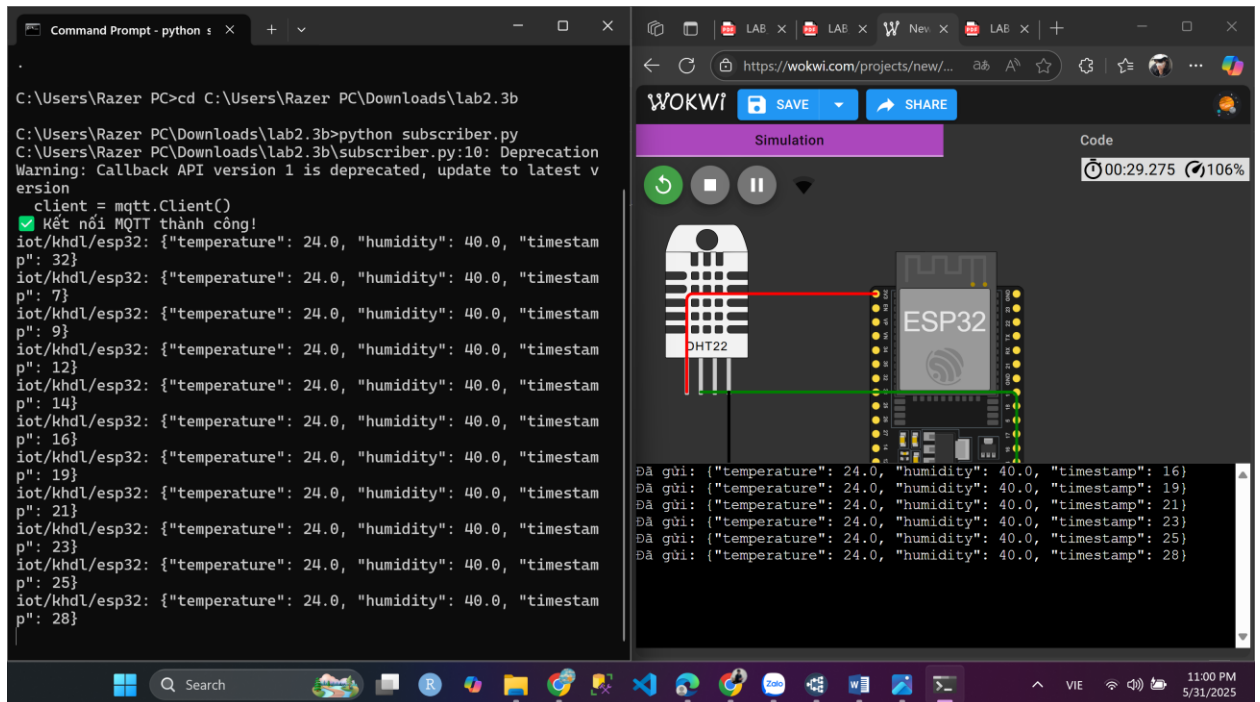 Command Prompt - python s
.
C:\Users\Razer PC>cd C:\Users\Razer PC\Downloads\lab2.3b
C:\Users\Razer PC\Downloads\lab2.3b>python subscriber.py
C:\Users\Razer PC\Downloads\lab2.3b\subscriber.py:10: Deprecation
Warning: Callback API version 1 is deprecated, update to latest v
ersion
client = mqtt.Client()
✅ Kết nối MQTT thành công!
iot/khdl/esp32: {"temperature": 24.0, "humidity": 40.0, "timestam
p": 32}
iot/khdl/esp32: {"temperature": 24.0, "humidity": 40.0, "timestam
p": 7}
iot/khdl/esp32: {"temperature": 24.0, "humidity": 40.0, "timestam
p": 9}
iot/khdl/esp32: {"temperature": 24.0, "humidity": 40.0, "timestam
p": 12}
iot/khdl/esp32: {"temperature": 24.0, "humidity": 40.0, "timestam
p": 14}
iot/khdl/esp32: {"temperature": 24.0, "humidity": 40.0, "timestam
p": 16}
iot/khdl/esp32: {"temperature": 24.0, "humidity": 40.0, "timestam
p": 19}
iot/khdl/esp32: {"temperature": 24.0, "humidity": 40.0, "timestam
p": 21}
iot/khdl/esp32: {"temperature": 24.0, "humidity": 40.0, "timestam
p": 23}
iot/khdl/esp32: {"temperature": 24.0, "humidity": 40.0, "timestam
p": 25}
iot/khdl/esp32: {"temperature": 24.0, "humidity": 40.0, "timestam
p": 28}
LAB LAB New LAB
https://wokwi.com/projects/new/...
WOKWI SAVE SHARE
Simulation Code
00:29.275 106%
DHT22
ESP32
Đã gửi: {"temperature": 24.0, "humidity": 40.0, "timestamp": 16}
Đã gửi: {"temperature": 24.0, "humidity": 40.0, "timestamp": 19}
Đã gửi: {"temperature": 24.0, "humidity": 40.0, "timestamp": 21}
Đã gửi: {"temperature": 24.0, "humidity": 40.0, "timestamp": 23}
Đã gửi: {"temperature": 24.0, "humidity": 40.0, "timestamp": 25}
Đã gửi: {"temperature": 24.0, "humidity": 40.0, "timestamp": 28}
Search
Zalo
VIE
11:00 PM
5/31/2025